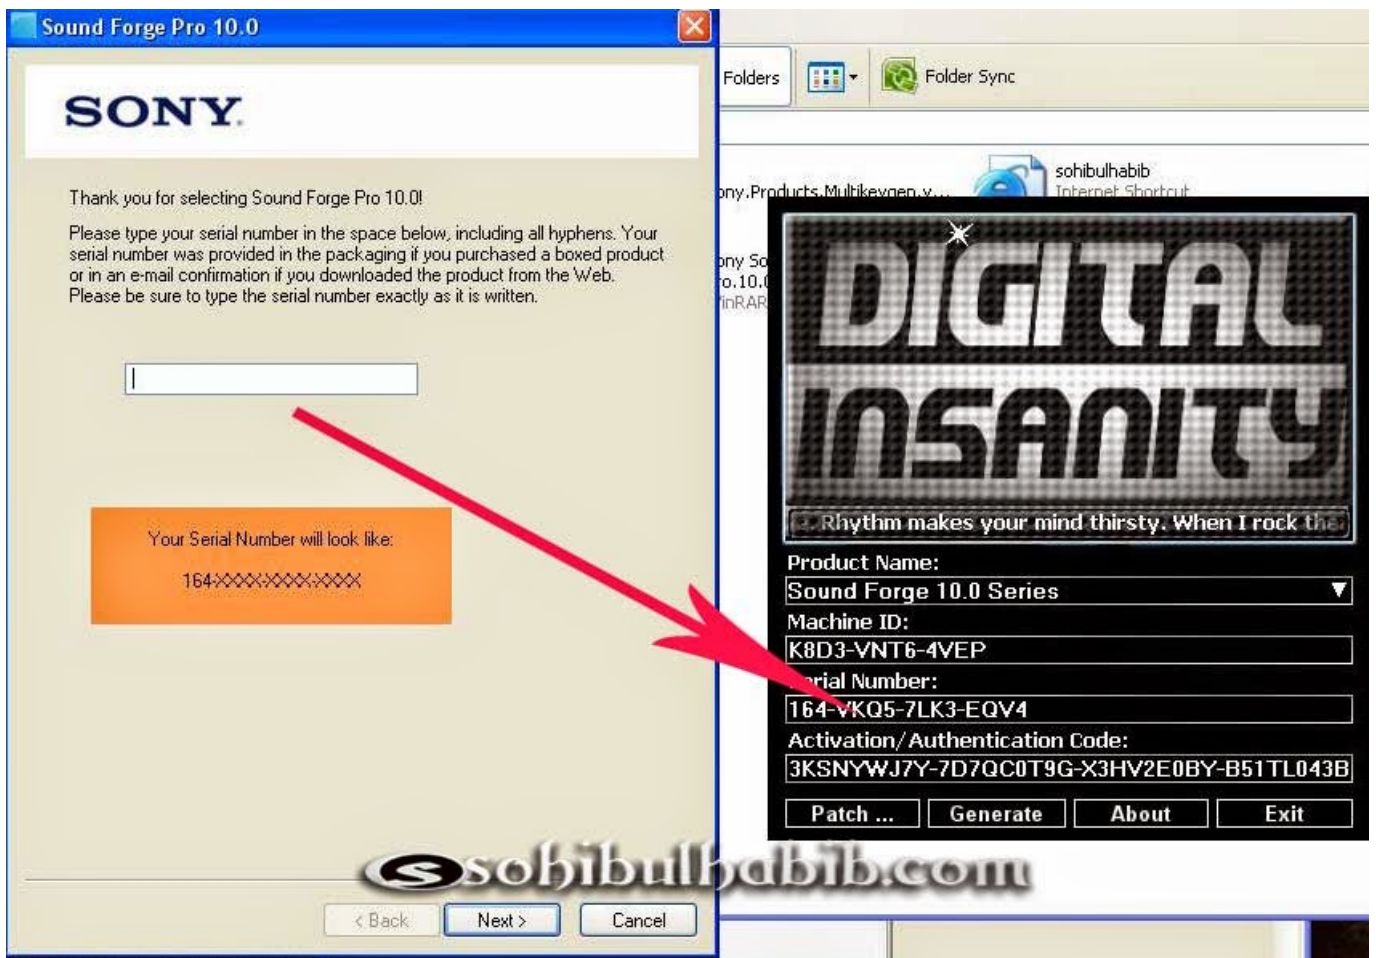 Sound Forge Pro 10.0
SONY
Thank you for selecting Sound Forge Pro 10.0!
Please type your serial number in the space below, including all hyphens. Your
serial number was provided in the packaging if you purchased a boxed product
or in an e-mail confirmation if you downloaded the product from the Web.
Please be sure to type the serial number exactly as it is written.
Your Serial Number will look like:
164-XXXX-XXXX-XXXX
< Back
Next >
Cancel
Folders
Folder Sync
sohibulhabib
Internet Shortcut
DIGITAL
INSANITY
Rhythm makes your mind thirsty. When I rock the
Product Name:
Sound Forge 10.0 Series
Machine ID:
K8D3-VNT6-4VEP
Number:
164-VKQ5-7LK3-EQV4
Activation/Authentication Code:
3KSNYWJ7Y-7D7QC0T9G-X3HV2E0BY-B51TL043B
Patch ...
Generate
About
Exit
sohibulhabib.com